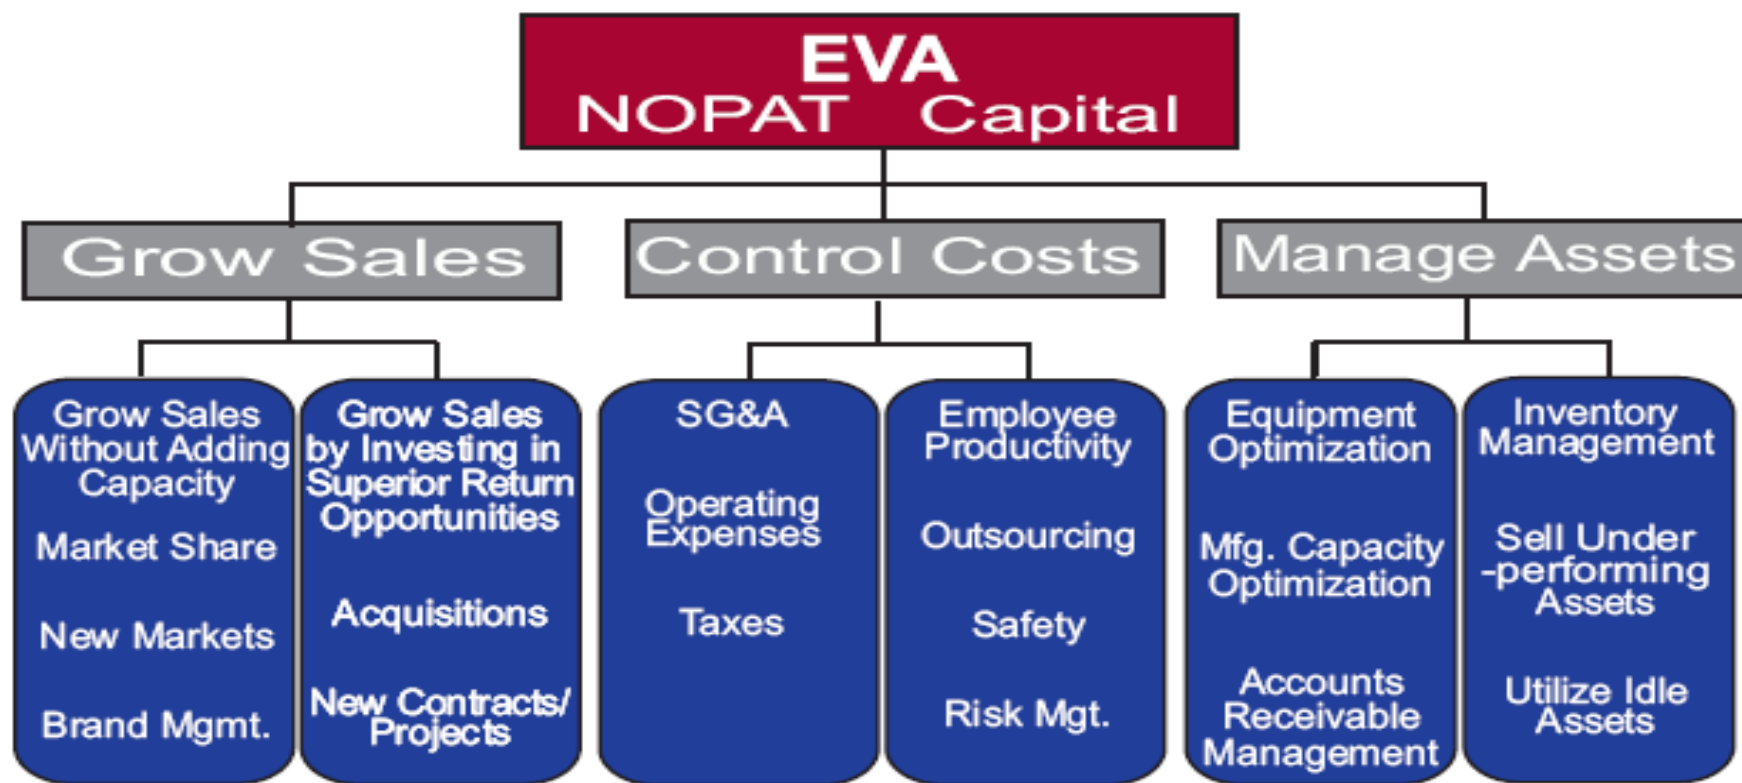 EVA
NOPAT Capital
Grow Sales
Control Costs
Manage Assets
Grow Sales
Without Adding
Capacity
Market Share
New Markets
Brand Mgmt.
Grow Sales
by Investing in
Superior Return
Opportunities
Acquisitions
New Contracts/
Projects
SG&A
Operating
Expenses
Taxes
Employee
Productivity
Outsourcing
Safety
Risk Mgt.
Equipment
Optimization
Mfg. Capacity
Optimization
Accounts
Receivable
Management
Inventory
Management
Sell Under
-performing
Assets
Utilize Idle
Assets